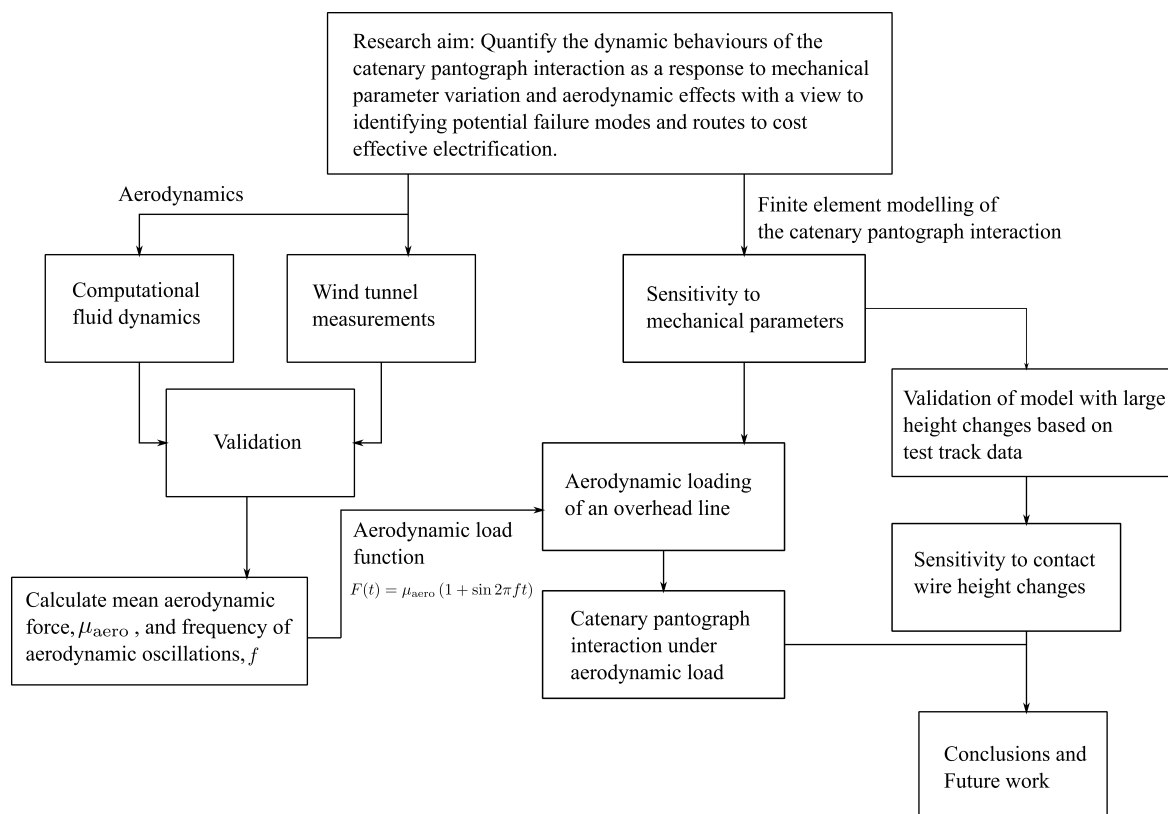 Research aim: Quantify the dynamic behaviours of the
catenary pantograph interaction as a response to mechanical
parameter variation and aerodynamic effects with a view to
identifying potential failure modes and routes to cost
effective electrification.
Aerodynamics
Finite element modelling of
the catenary pantograph interaction
Computational
fluid dynamics
Wind tunnel
measurements
Sensitivity to
mechanical parameters
Validation
Validation of model with large
height changes based on
test track data
Aerodynamic loading
of an overhead line
Aerodynamic load
function
F(t) = μ_aero (1 + sin 2πft)
Sensitivity to contact
wire height changes
Calculate mean aerodynamic
force, μ_aero , and frequency of
aerodynamic oscillations, f
Catenary pantograph
interaction under
aerodynamic load
Conclusions and
Future work